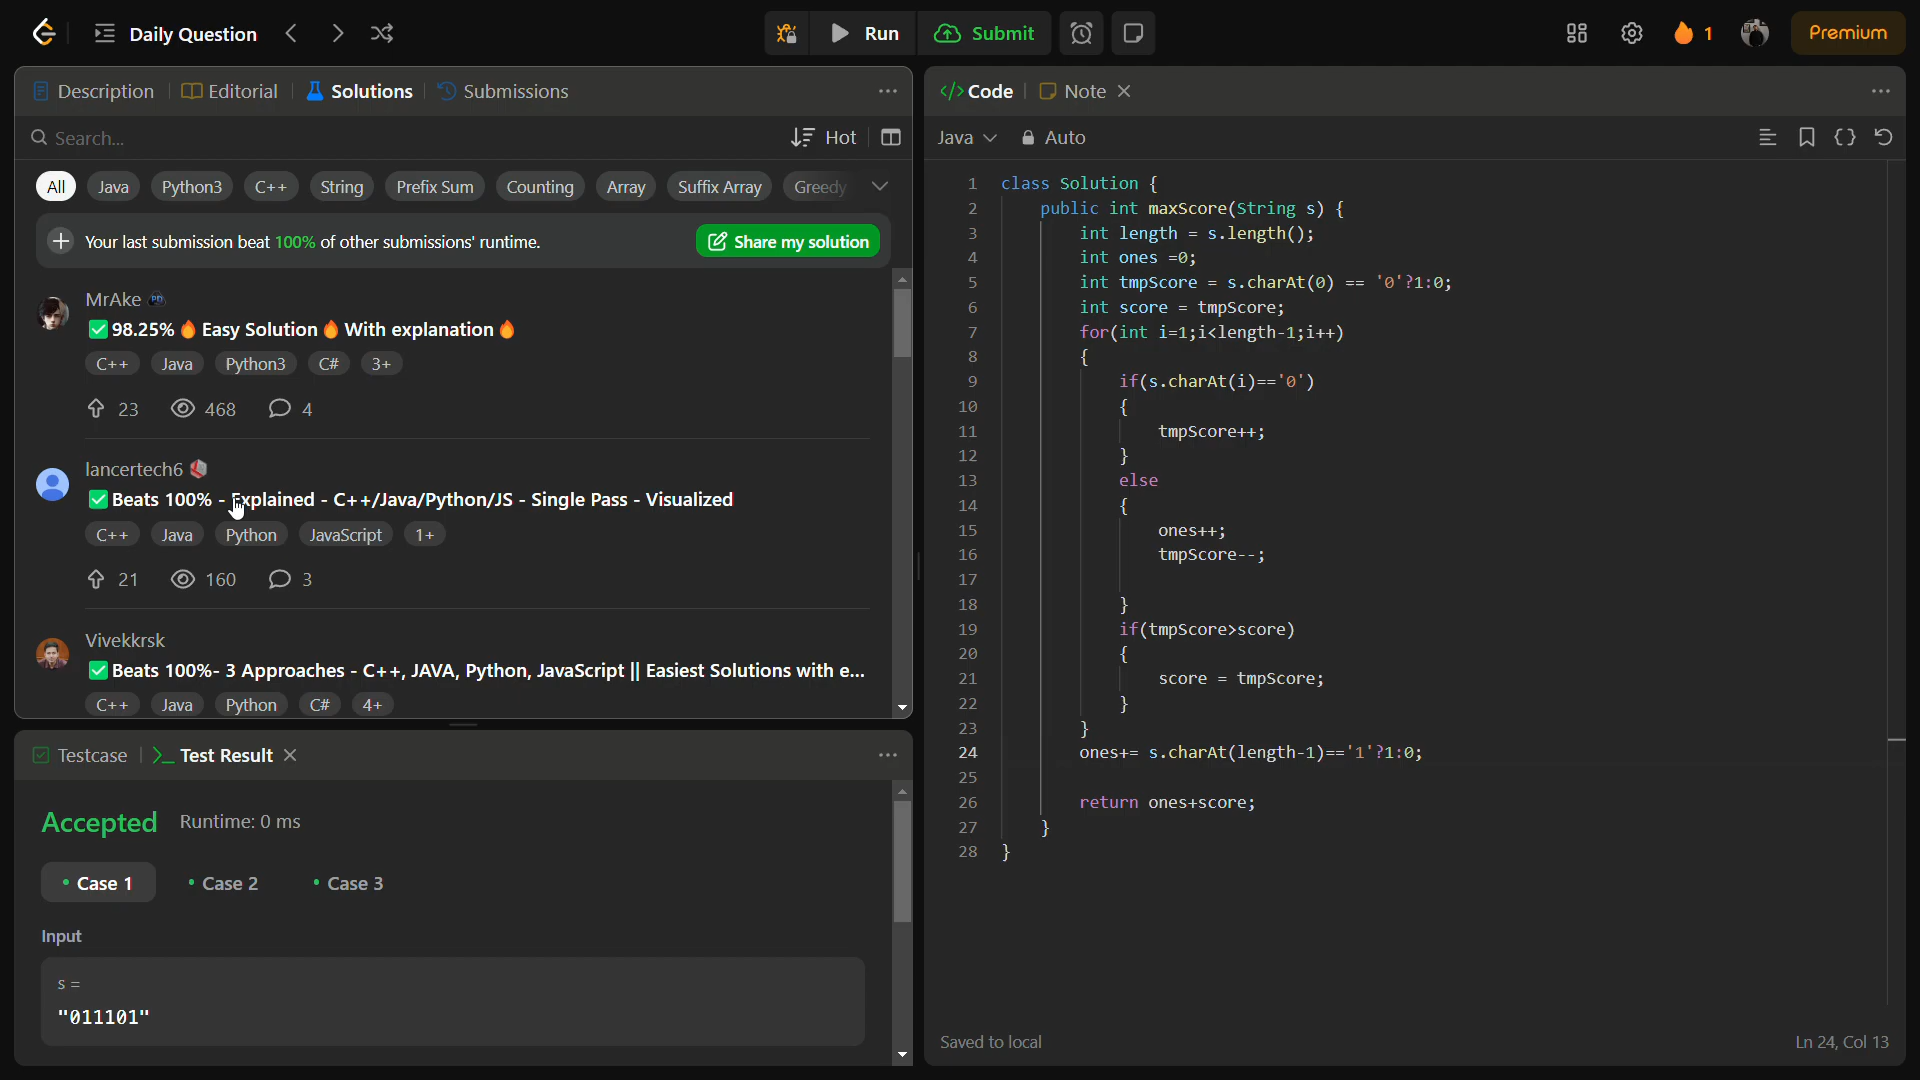 Daily Question
Run
Submit
1
Premium
Description
Editorial
Solutions
Submissions
Search...
Hot
All
Java
Python3
C++
String
Prefix Sum
Counting
Array
Suffix Array
Greedy
Your last submission beat 100% of other submissions' runtime.
Share my solution
MrAke
✅98.25%🔥Easy Solution🔥With explanation🔥
C++ Java Python3 C# 3+
23 468 4
lancertech6
✅Beats 100% - Explained - C++/Java/Python/JS - Single Pass - Visualized
C++ Java Python JavaScript 1+
21 160 3
Vivekkrsk
✅Beats 100%- 3 Approaches - C++, JAVA, Python, JavaScript || Easiest Solutions with e...
C++ Java Python C# 4+
Testcase
Test Result
Accepted Runtime: 0 ms
Case 1 Case 2 Case 3
Input
s =
"011101"
</> Code
Note
Java
Auto
1 class Solution {
2 public int maxScore(String s) {
3 int length = s.length();
4 int ones =0;
5 int tmpScore = s.charAt(0) == '0'?1:0;
6 int score = tmpScore;
7 for(int i=1;i<length-1;i++)
8 {
9 if(s.charAt(i)=='0')
10 {
11 tmpScore++;
12 }
13 else
14 {
15 ones++;
16 tmpScore--;
17
18 }
19 if(tmpScore>score)
20 {
21 score = tmpScore;
22 }
23 }
24 ones+= s.charAt(length-1)=='1'?1:0;
25
26 return ones+score;
27 }
28 }
Saved to local
Ln 24, Col 13